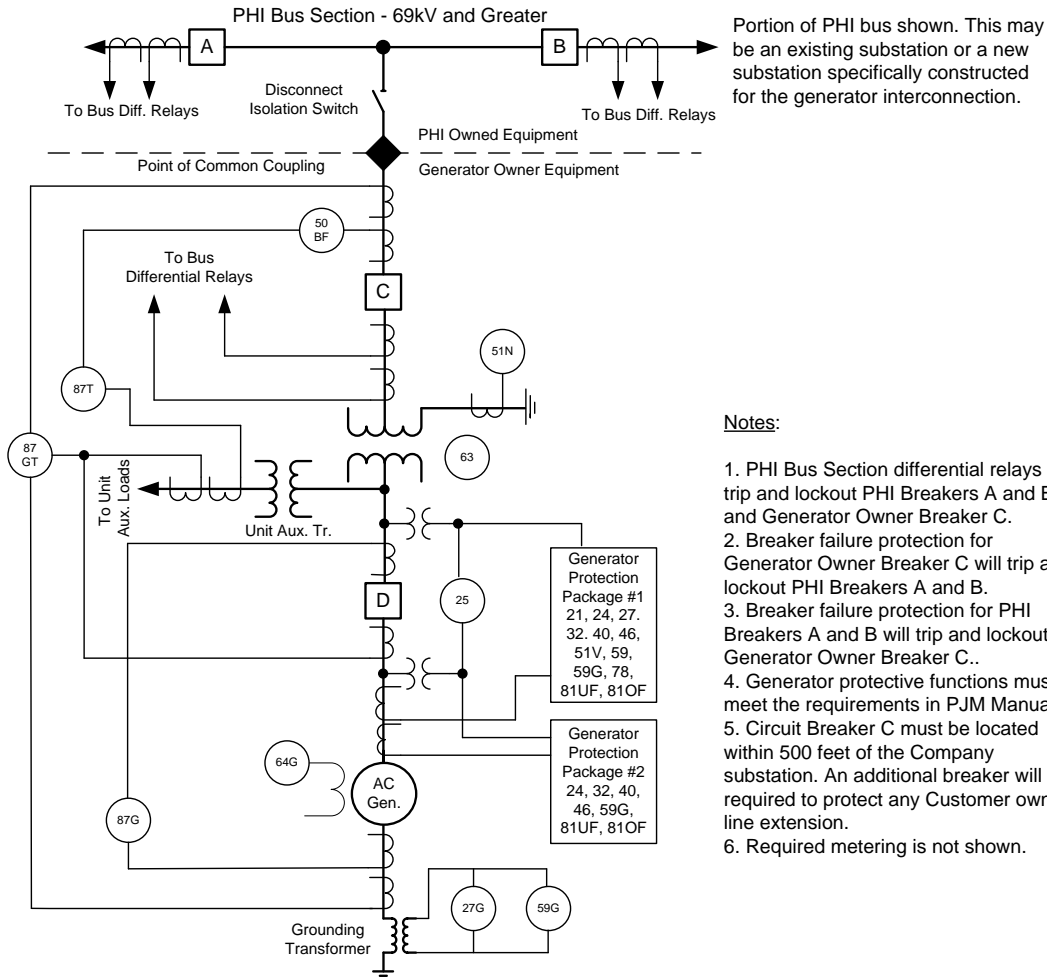 PHI Bus Section - 69kV and Greater
Portion of PHI bus shown. This may
be an existing substation or a new
substation specifically constructed
for the generator interconnection.
A
B
Disconnect
Isolation Switch
To Bus Diff. Relays
To Bus Diff. Relays
PHI Owned Equipment
Point of Common Coupling
Generator Owner Equipment
50
BF
To Bus
Differential Relays
C
51N
87T
87
GT
63
To Unit
Aux. Loads
Unit Aux. Tr.
D
25
Generator
Protection
Package #1
21, 24, 27.
32. 40, 46,
51V, 59,
59G, 78,
81UF, 81OF
Generator
Protection
Package #2
24, 32, 40,
46, 59G,
81UF, 81OF
64G
AC
Gen.
87G
27G
59G
Grounding
Transformer
Notes:
1. PHI Bus Section differential relays
trip and lockout PHI Breakers A and
and Generator Owner Breaker C.
2. Breaker failure protection for
Generator Owner Breaker C will trip
lockout PHI Breakers A and B.
3. Breaker failure protection for PHI
Breakers A and B will trip and lockout
Generator Owner Breaker C..
4. Generator protective functions
meet the requirements in PJM
5. Circuit Breaker C must be located
within 500 feet of the Company
substation. An additional breaker will
required to protect any Customer
line extension.
6. Required metering is not shown.